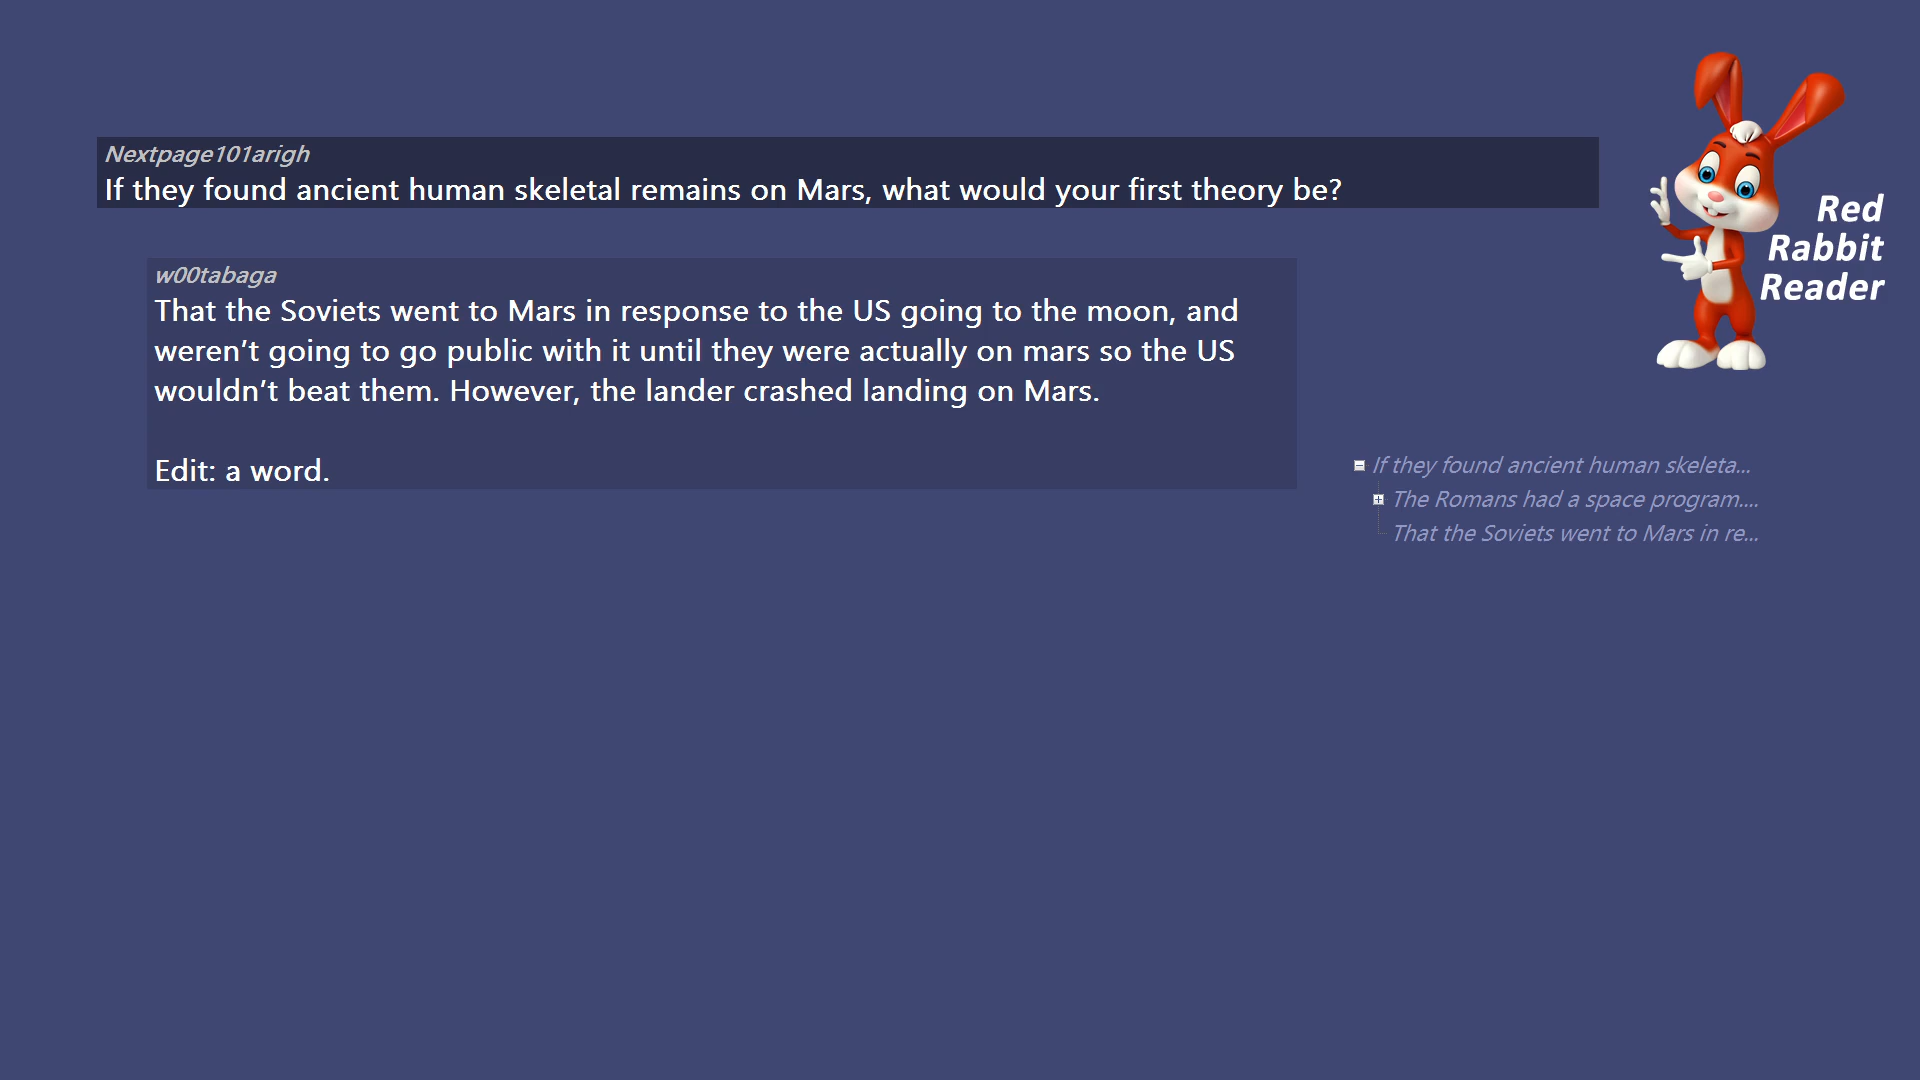 Nextpage101arigh
If they found ancient human skeletal remains on Mars, what would your first theory be?
w00tabaga
That the Soviets went to Mars in response to the US going to the moon, and
weren’t going to go public with it until they were actually on mars so the US
wouldn’t beat them. However, the lander crashed landing on Mars.
Edit: a word.
Red
Rabbit
Reader
If they found ancient human skeleta...
The Romans had a space program....
That the Soviets went to Mars in re...